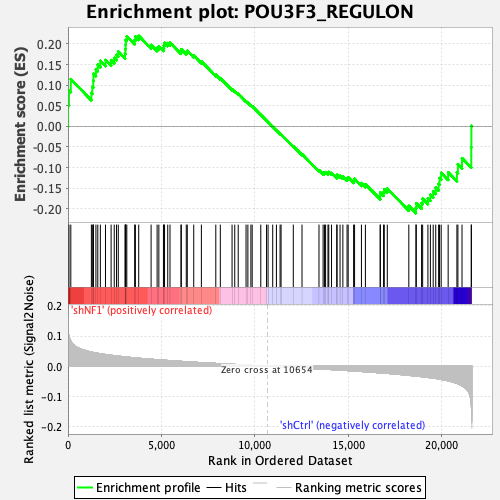 Enrichment plot: POU3F3_REGULON
Enrichment score (ES)
0.20
0.15
0.10
0.05
0.00
-0.05
-0.10
-0.15
-0.20
'shNF1' (positively correlated)
Ranked list metric (Signal2Noise)
0.2
0.1
0.0
-0.1
-0.2
Zero cross at 10654
'shCtrl' (negatively correlated)
0
5,000
10,000
15,000
20,000
Rank in Ordered Dataset
Enrichment profile
Hits
Ranking metric scores